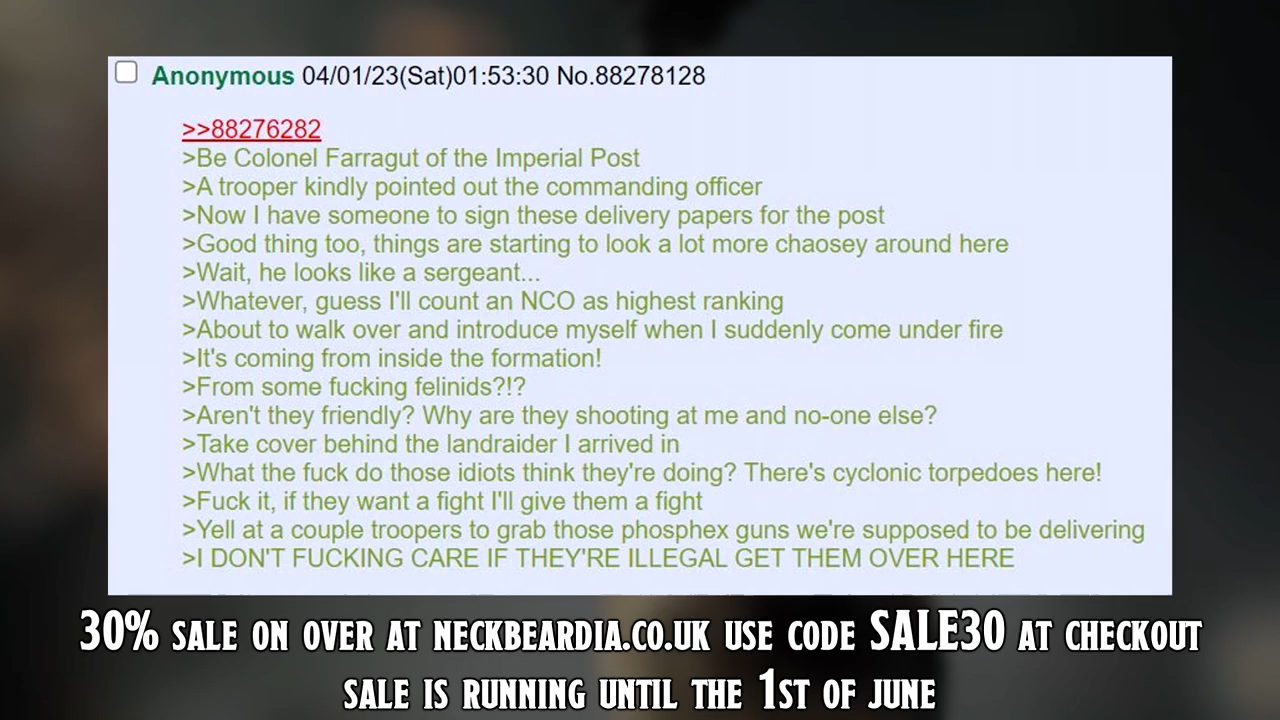 Anonymous 04/01/23(Sat)01:53:30 No.88278128
>>88276282
>Be Colonel Farragut of the Imperial Post
>A trooper kindly pointed out the commanding officer
>Now I have someone to sign these delivery papers for the post
>Good thing too, things are starting to look a lot more chaosey around here
>Wait, he looks like a sergeant...
>Whatever, guess I'll count an NCO as highest ranking
>About to walk over and introduce myself when I suddenly come under fire
>It's coming from inside the formation!
>From some fucking felinids?!?
>Aren't they friendly? Why are they shooting at me and no-one else?
>Take cover behind the landraider I arrived in
>What the fuck do those idiots think they're doing? There's cyclonic torpedoes here!
>Fuck it, if they want a fight I'll give them a fight
>Yell at a couple troopers to grab those phosphex guns we're supposed to be delivering
>I DON'T FUCKING CARE IF THEY'RE ILLEGAL GET THEM OVER HERE
30% SALE ON OVER AT NECKBEARDIA.CO.UK USE CODE SALE30 AT CHECKOUT
SALE IS RUNNING UNTIL THE 1ST OF JUNE